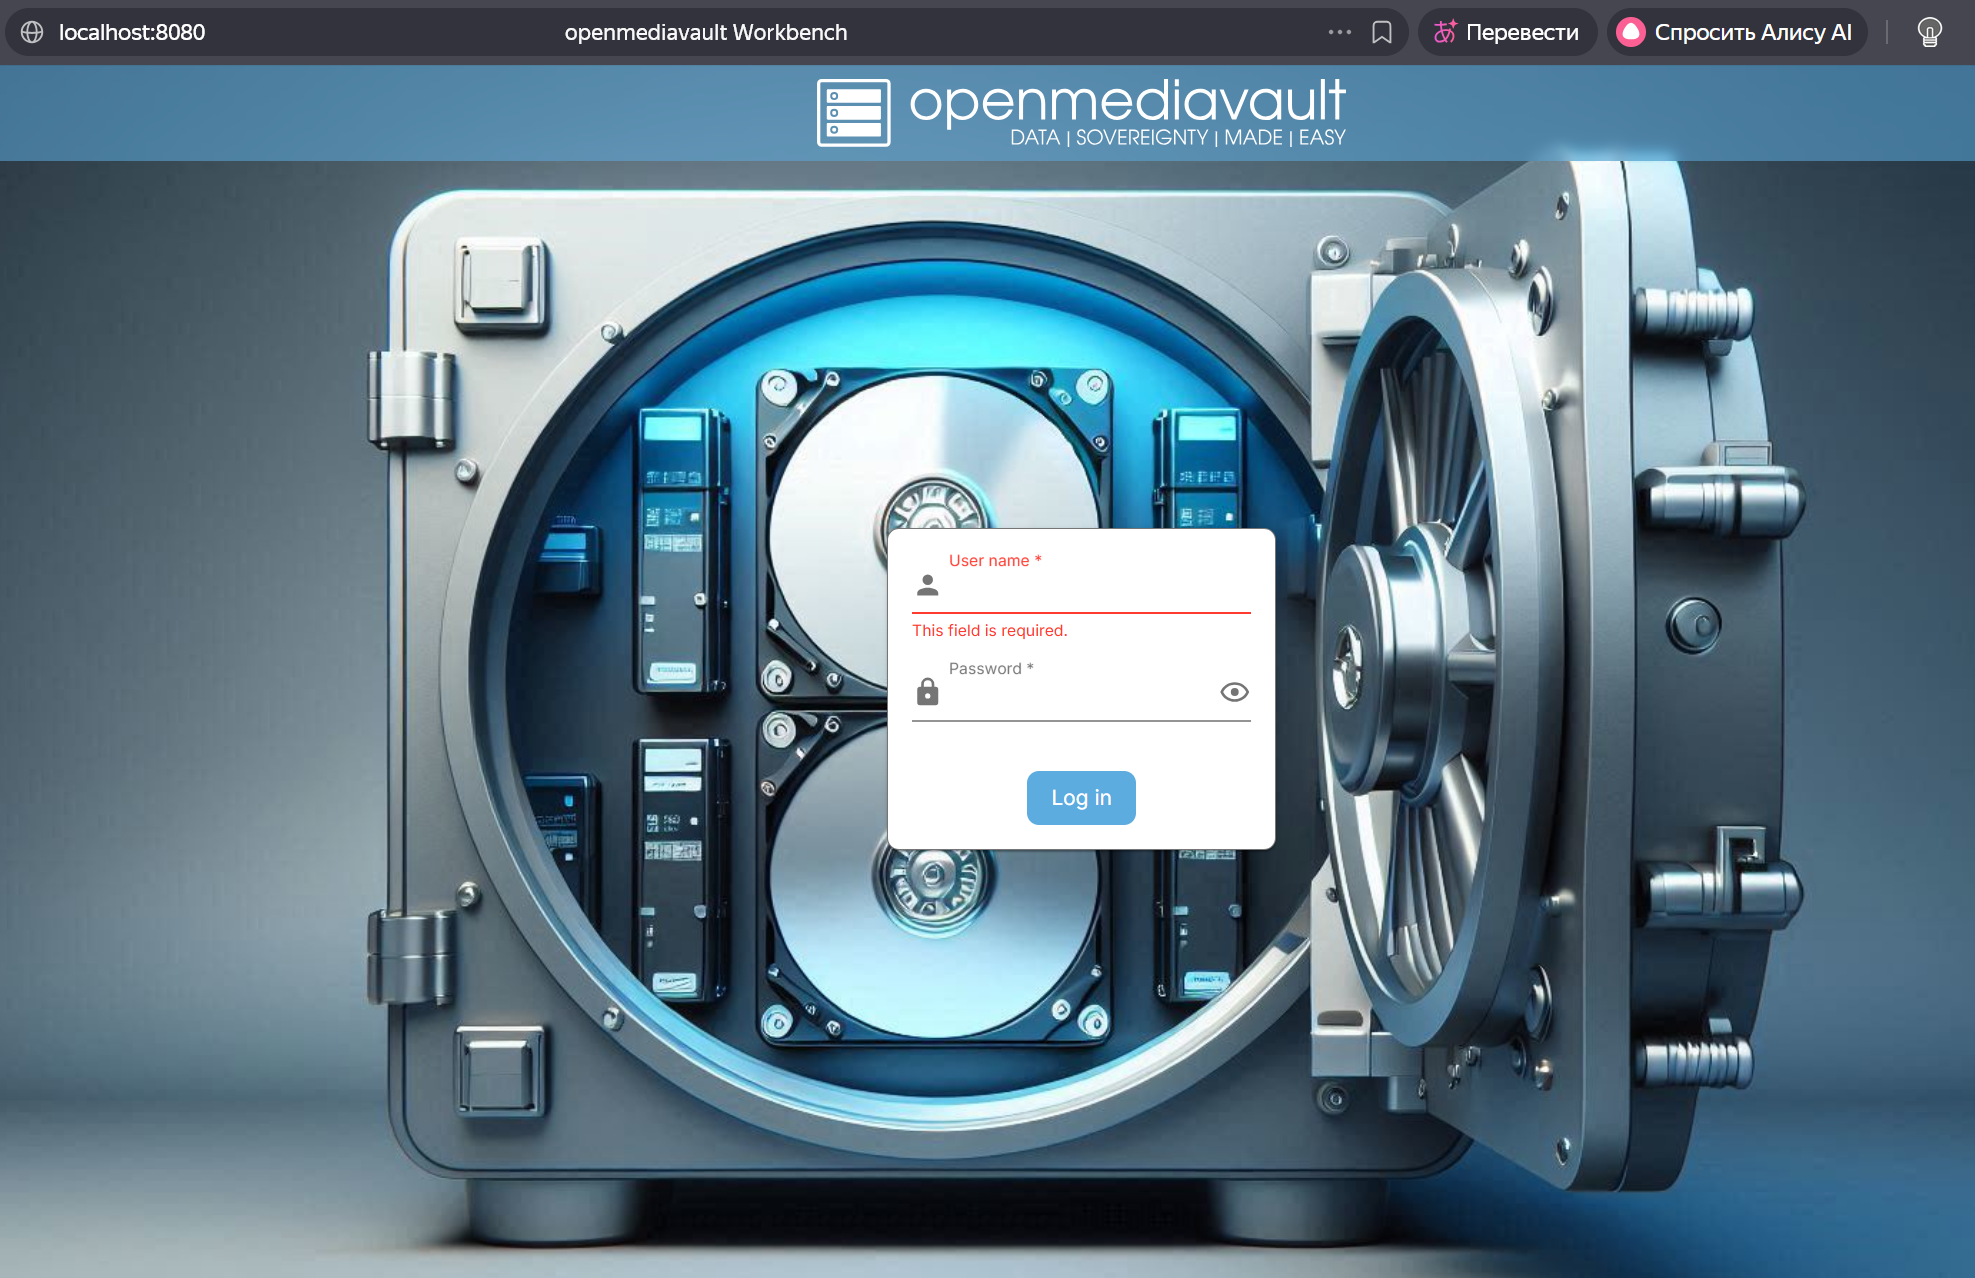 localhost:8080
openmediavault Workbench
Перевести
Спросить Алису AI
openmediavault
DATA | SOVEREIGNTY | MADE | EASY
User name *
This field is required.
Password *
Log in